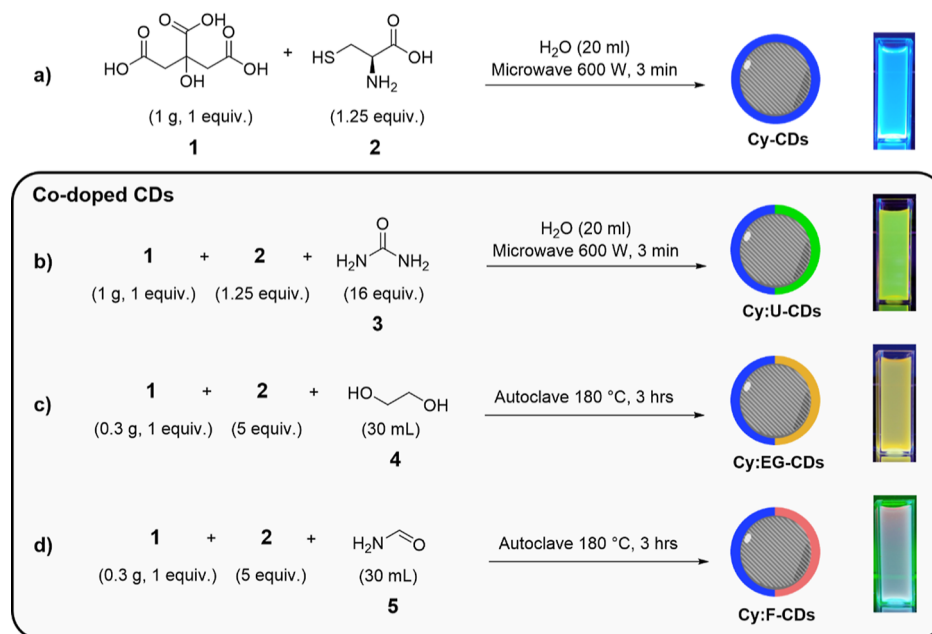 a)
HO
O
O
OH
OH
O
OH
+
HS
O
OH
NH2
(1 g, 1 equiv.)
1
(1.25 equiv.)
2
H2O (20 ml)
Microwave 600 W, 3 min
Cy-CDs
Co-doped CDs
b)
1 + 2 +
O
H2N NH2
(1 g, 1 equiv.) (1.25 equiv.) (16 equiv.)
3
H2O (20 ml)
Microwave 600 W, 3 min
Cy:U-CDs
c)
1 + 2 +
HO
OH
(0.3 g, 1 equiv.) (5 equiv.) (30 mL)
4
Autoclave 180 °C, 3 hrs
Cy:EG-CDs
d)
1 + 2 +
H2N O
(0.3 g, 1 equiv.) (5 equiv.) (30 mL)
5
Autoclave 180 °C, 3 hrs
Cy:F-CDs